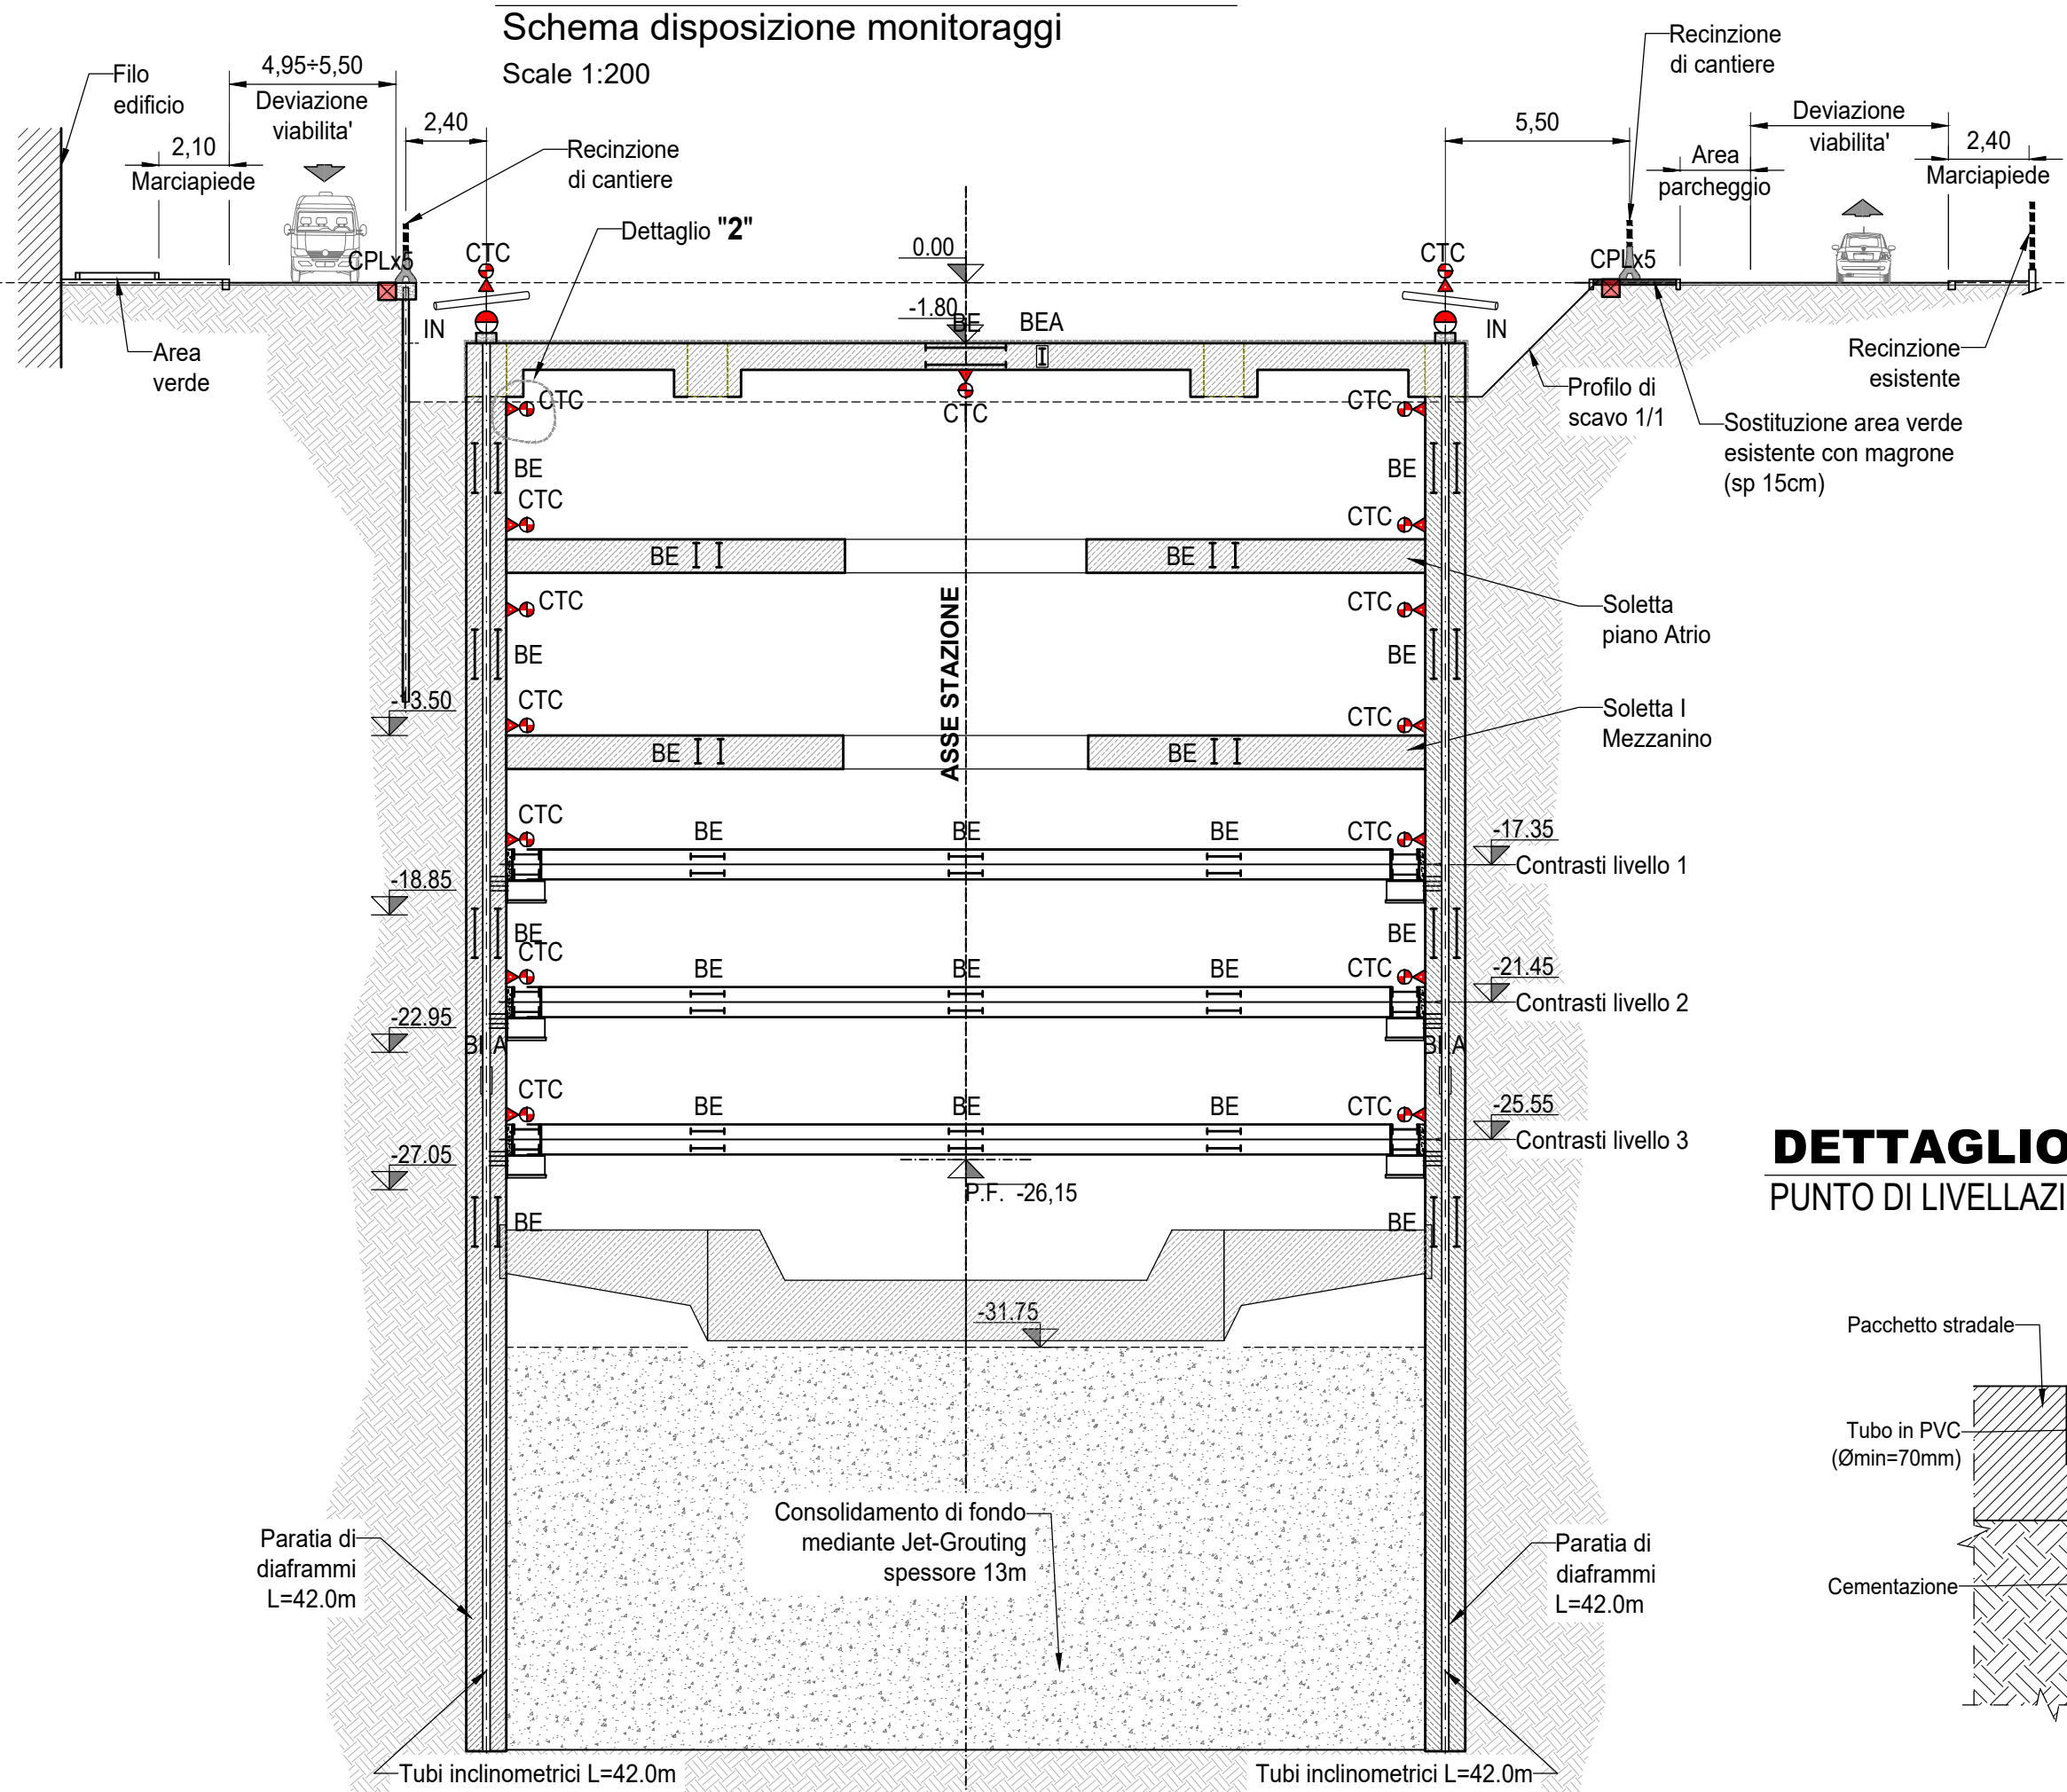 Schema disposizione monitoraggi
Scale 1:200
Filo
edificio
4,95÷5,50
Deviazione
viabilita'
2,10
Marciapiede
2,40
Recinzione
di cantiere
Dettaglio "2"
CPLx5
CTC
IN
Area
verde
0.00
-1.80
BE
BEA
CTC
5,50
Recinzione
di cantiere
Area
parcheggio
Deviazione
viabilita'
2,40
Marciapiede
CTC
CPLx5
IN
Recinzione
esistente
Profilo di
scavo 1/1
Sostituzione area verde
esistente con magrone
(sp 15cm)
CTC
CTC
BE
BE
CTC
CTC
BE
BE
Soletta
piano Atrio
CTC
CTC
BE
BE
ASSE STAZIONE
-13.50
CTC
CTC
Soletta I
Mezzanino
BE
BE
CTC
BE
BE
BE
CTC
-17.35
Contrasti livello 1
-18.85
BE
BE
CTC
BE
BE
BE
CTC
-21.45
Contrasti livello 2
-22.95
CTC
BE
BE
BE
CTC
-25.55
Contrasti livello 3
-27.05
P.F. -26,15
BE
BE
-31.75
Consolidamento di fondo
mediante Jet-Grouting
spessore 13m
Paratia di
diaframmi
L=42.0m
Paratia di
diaframmi
L=42.0m
Tubi inclinometrici L=42.0m
Tubi inclinometrici L=42.0m
DETTAGLIO
PUNTO DI LIVELLAZI
Pacchetto stradale
Tubo in PVC
(Ømin=70mm)
Cementazione